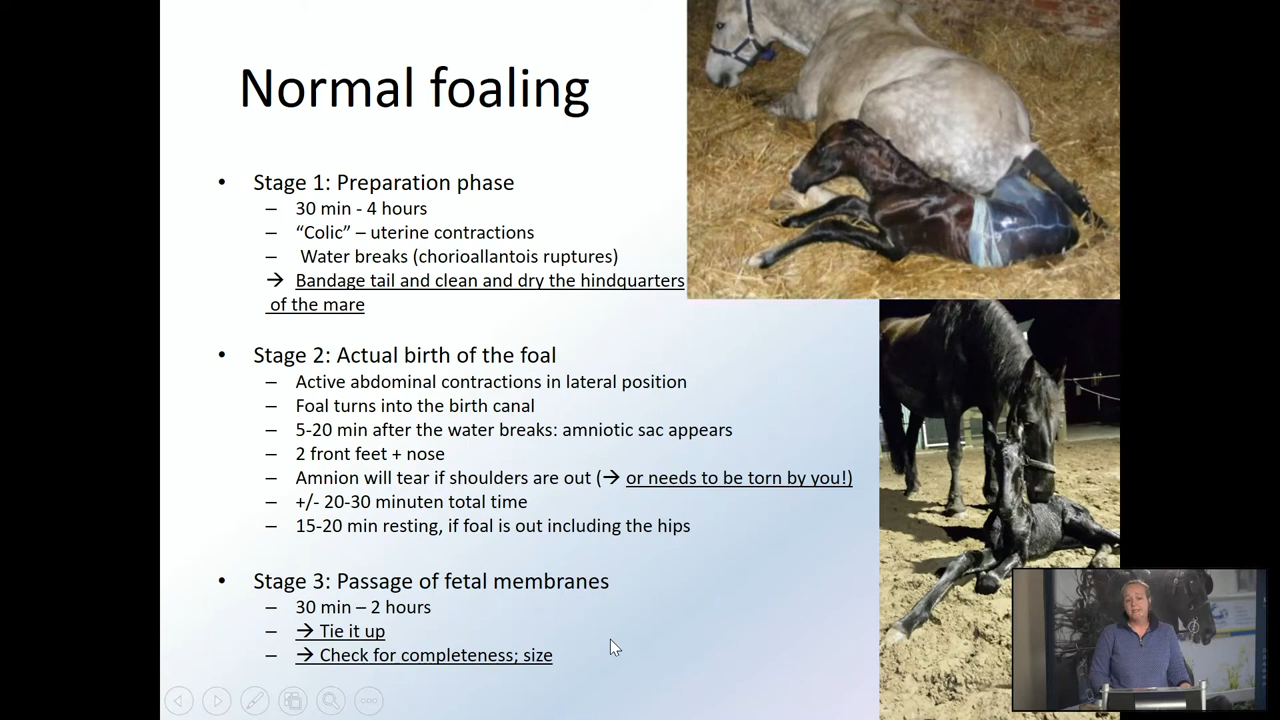 Normal foaling
• Stage 1: Preparation phase
– 30 min - 4 hours
– “Colic” – uterine contractions
– Water breaks (chorioallantois ruptures)
→ Bandage tail and clean and dry the hindquarters
of the mare
• Stage 2: Actual birth of the foal
– Active abdominal contractions in lateral position
– Foal turns into the birth canal
– 5-20 min after the water breaks: amniotic sac appears
– 2 front feet + nose
– Amnion will tear if shoulders are out (→ or needs to be torn by you!)
– +/- 20-30 minuten total time
– 15-20 min resting, if foal is out including the hips
• Stage 3: Passage of fetal membranes
– 30 min – 2 hours
– → Tie it up
– → Check for completeness; size